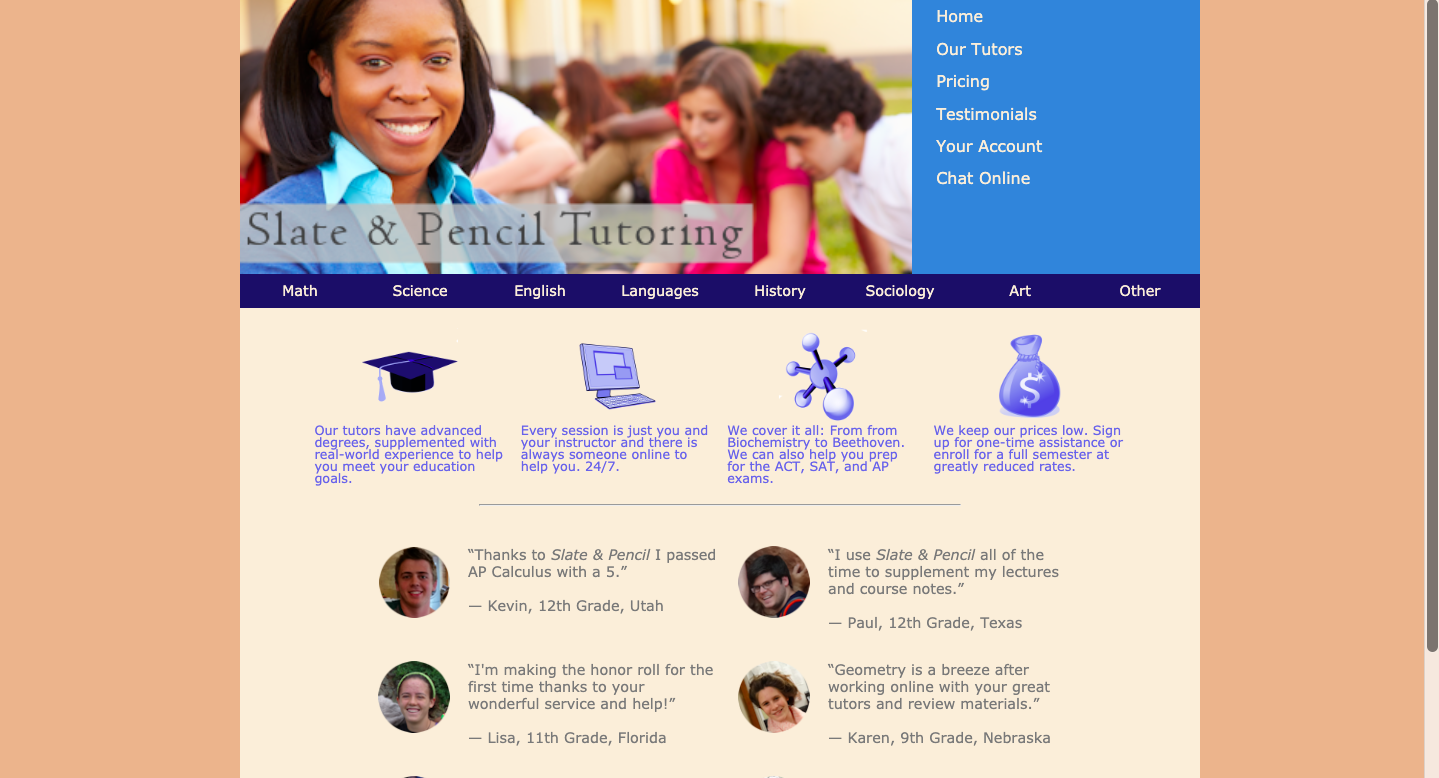 Home
Our Tutors
Pricing
Testimonials
Your Account
Chat Online
Slate & Pencil Tutoring
Math Science English Languages History Sociology Art Other
Our tutors have advanced
degrees, supplemented with
real-world experience to help
you meet your education
goals.
Every session is just you and
your instructor and there is
always someone online to
help you. 24/7.
We cover it all: From from
Biochemistry to Beethoven.
We can also help you prep
for the ACT, SAT, and AP
exams.
$
We keep our prices low. Sign
up for one-time assistance or
enroll for a full semester at
greatly reduced rates.
“Thanks to Slate & Pencil I passed
AP Calculus with a 5.”
— Kevin, 12th Grade, Utah
“I use Slate & Pencil all of the
time to supplement my lectures
and course notes.”
— Paul, 12th Grade, Texas
“I'm making the honor roll for the
first time thanks to your
wonderful service and help!”
— Lisa, 11th Grade, Florida
“Geometry is a breeze after
working online with your great
tutors and review materials.”
— Karen, 9th Grade, Nebraska